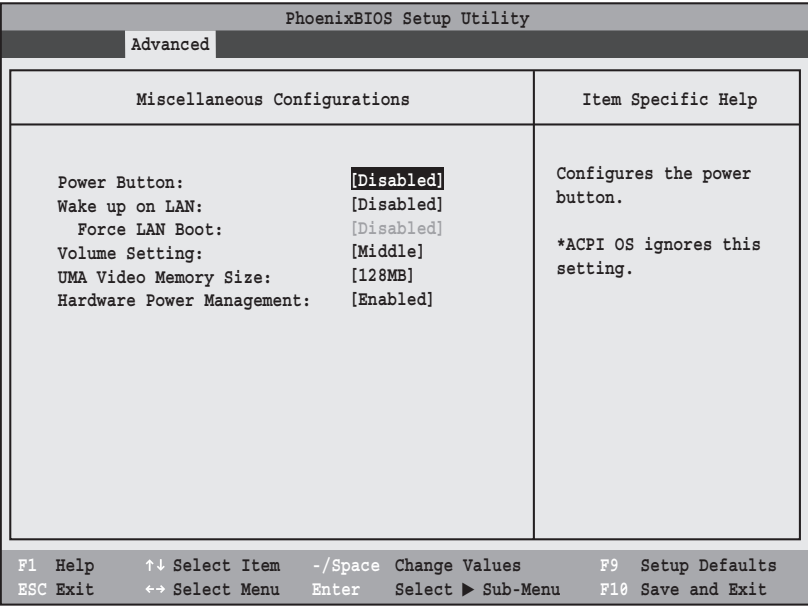 PhoenixBIOS Setup Utility
Advanced
Miscellaneous Configurations
Item Specific Help
Power Button: [Disabled]
Wake up on LAN: [Disabled]
Force LAN Boot: [Disabled]
Volume Setting: [Middle]
UMA Video Memory Size: [128MB]
Hardware Power Management: [Enabled]
Configures the power
button.
*ACPI OS ignores this
setting.
F1 Help ↑↓ Select Item -/Space Change Values F9 Setup Defaults
ESC Exit ←→ Select Menu Enter Select ▶ Sub-Menu F10 Save and Exit